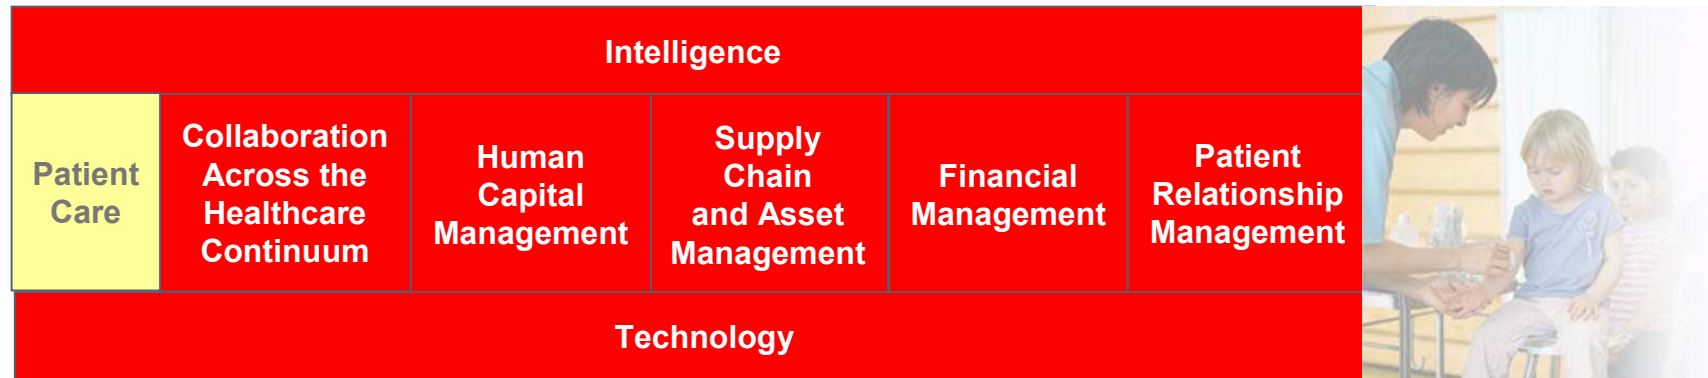 Intelligence
Patient
Care
Collaboration
Across the
Healthcare
Continuum
Human
Capital
Management
Supply
Chain
and Asset
Management
Financial
Management
Patient
Relationship
Management
Technology